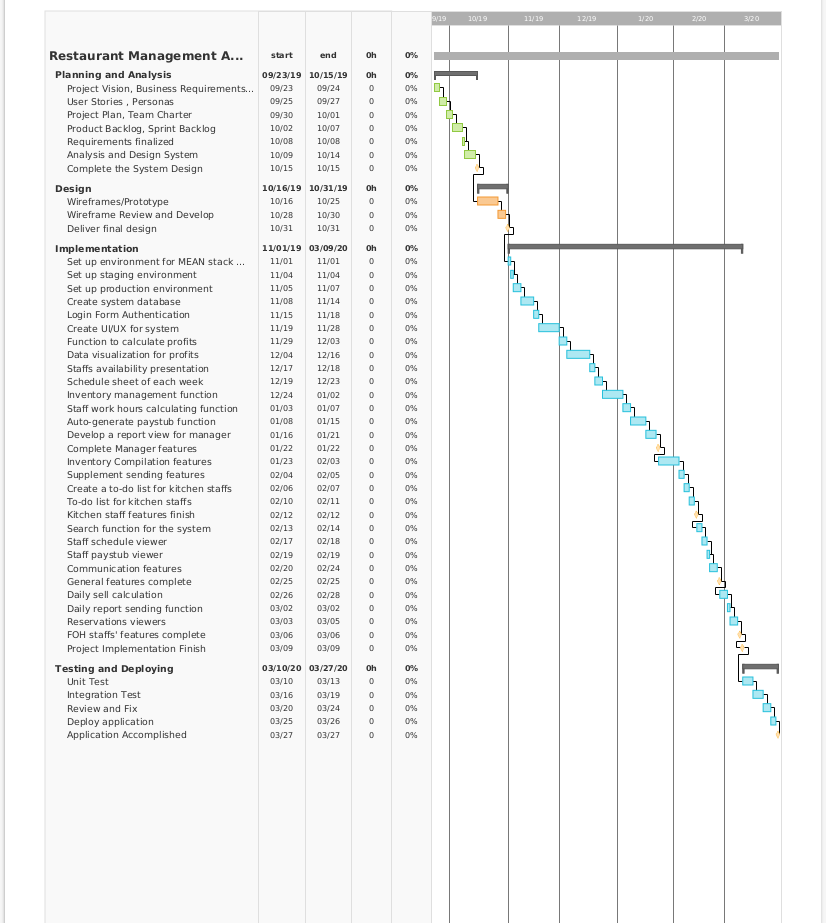 9/19 10/19 11/19 12/19 1/20 2/20 3/20
Restaurant Management A... start end 0h 0%
Planning and Analysis 09/23/19 10/15/19 0h 0%
Project Vision, Business Requirements... 09/23 09/24 0 0%
User Stories , Personas 09/25 09/27 0 0%
Project Plan, Team Charter 09/30 10/01 0 0%
Product Backlog, Sprint Backlog 10/02 10/07 0 0%
Requirements finalized 10/08 10/08 0 0%
Analysis and Design System 10/09 10/14 0 0%
Complete the System Design 10/15 10/15 0 0%
Design 10/16/19 10/31/19 0h 0%
Wireframes/Prototype 10/16 10/25 0 0%
Wireframe Review and Develop 10/28 10/30 0 0%
Deliver final design 10/31 10/31 0 0%
Implementation 11/01/19 03/09/20 0h 0%
Set up environment for MEAN stack ... 11/01 11/01 0 0%
Set up staging environment 11/04 11/04 0 0%
Set up production environment 11/05 11/07 0 0%
Create system database 11/08 11/14 0 0%
Login Form Authentication 11/15 11/18 0 0%
Create UI/UX for system 11/19 11/28 0 0%
Function to calculate profits 11/29 12/03 0 0%
Data visualization for profits 12/04 12/16 0 0%
Staffs availability presentation 12/17 12/18 0 0%
Schedule sheet of each week 12/19 12/23 0 0%
Inventory management function 12/24 01/02 0 0%
Staff work hours calculating function 01/03 01/07 0 0%
Auto-generate paystub function 01/08 01/15 0 0%
Develop a report view for manager 01/16 01/21 0 0%
Complete Manager features 01/22 01/22 0 0%
Inventory Compilation features 01/23 02/03 0 0%
Supplement sending features 02/04 02/05 0 0%
Create a to-do list for kitchen staffs 02/06 02/07 0 0%
To-do list for kitchen staffs 02/10 02/11 0 0%
Kitchen staff features finish 02/12 02/12 0 0%
Search function for the system 02/13 02/14 0 0%
Staff schedule viewer 02/17 02/18 0 0%
Staff paystub viewer 02/19 02/19 0 0%
Communication features 02/20 02/24 0 0%
General features complete 02/25 02/25 0 0%
Daily sell calculation 02/26 02/28 0 0%
Daily report sending function 03/02 03/02 0 0%
Reservations viewers 03/03 03/05 0 0%
FOH staffs' features complete 03/06 03/06 0 0%
Project Implementation Finish 03/09 03/09 0 0%
Testing and Deploying 03/10/20 03/27/20 0h 0%
Unit Test 03/10 03/13 0 0%
Integration Test 03/16 03/19 0 0%
Review and Fix 03/20 03/24 0 0%
Deploy application 03/25 03/26 0 0%
Application Accomplished 03/27 03/27 0 0%